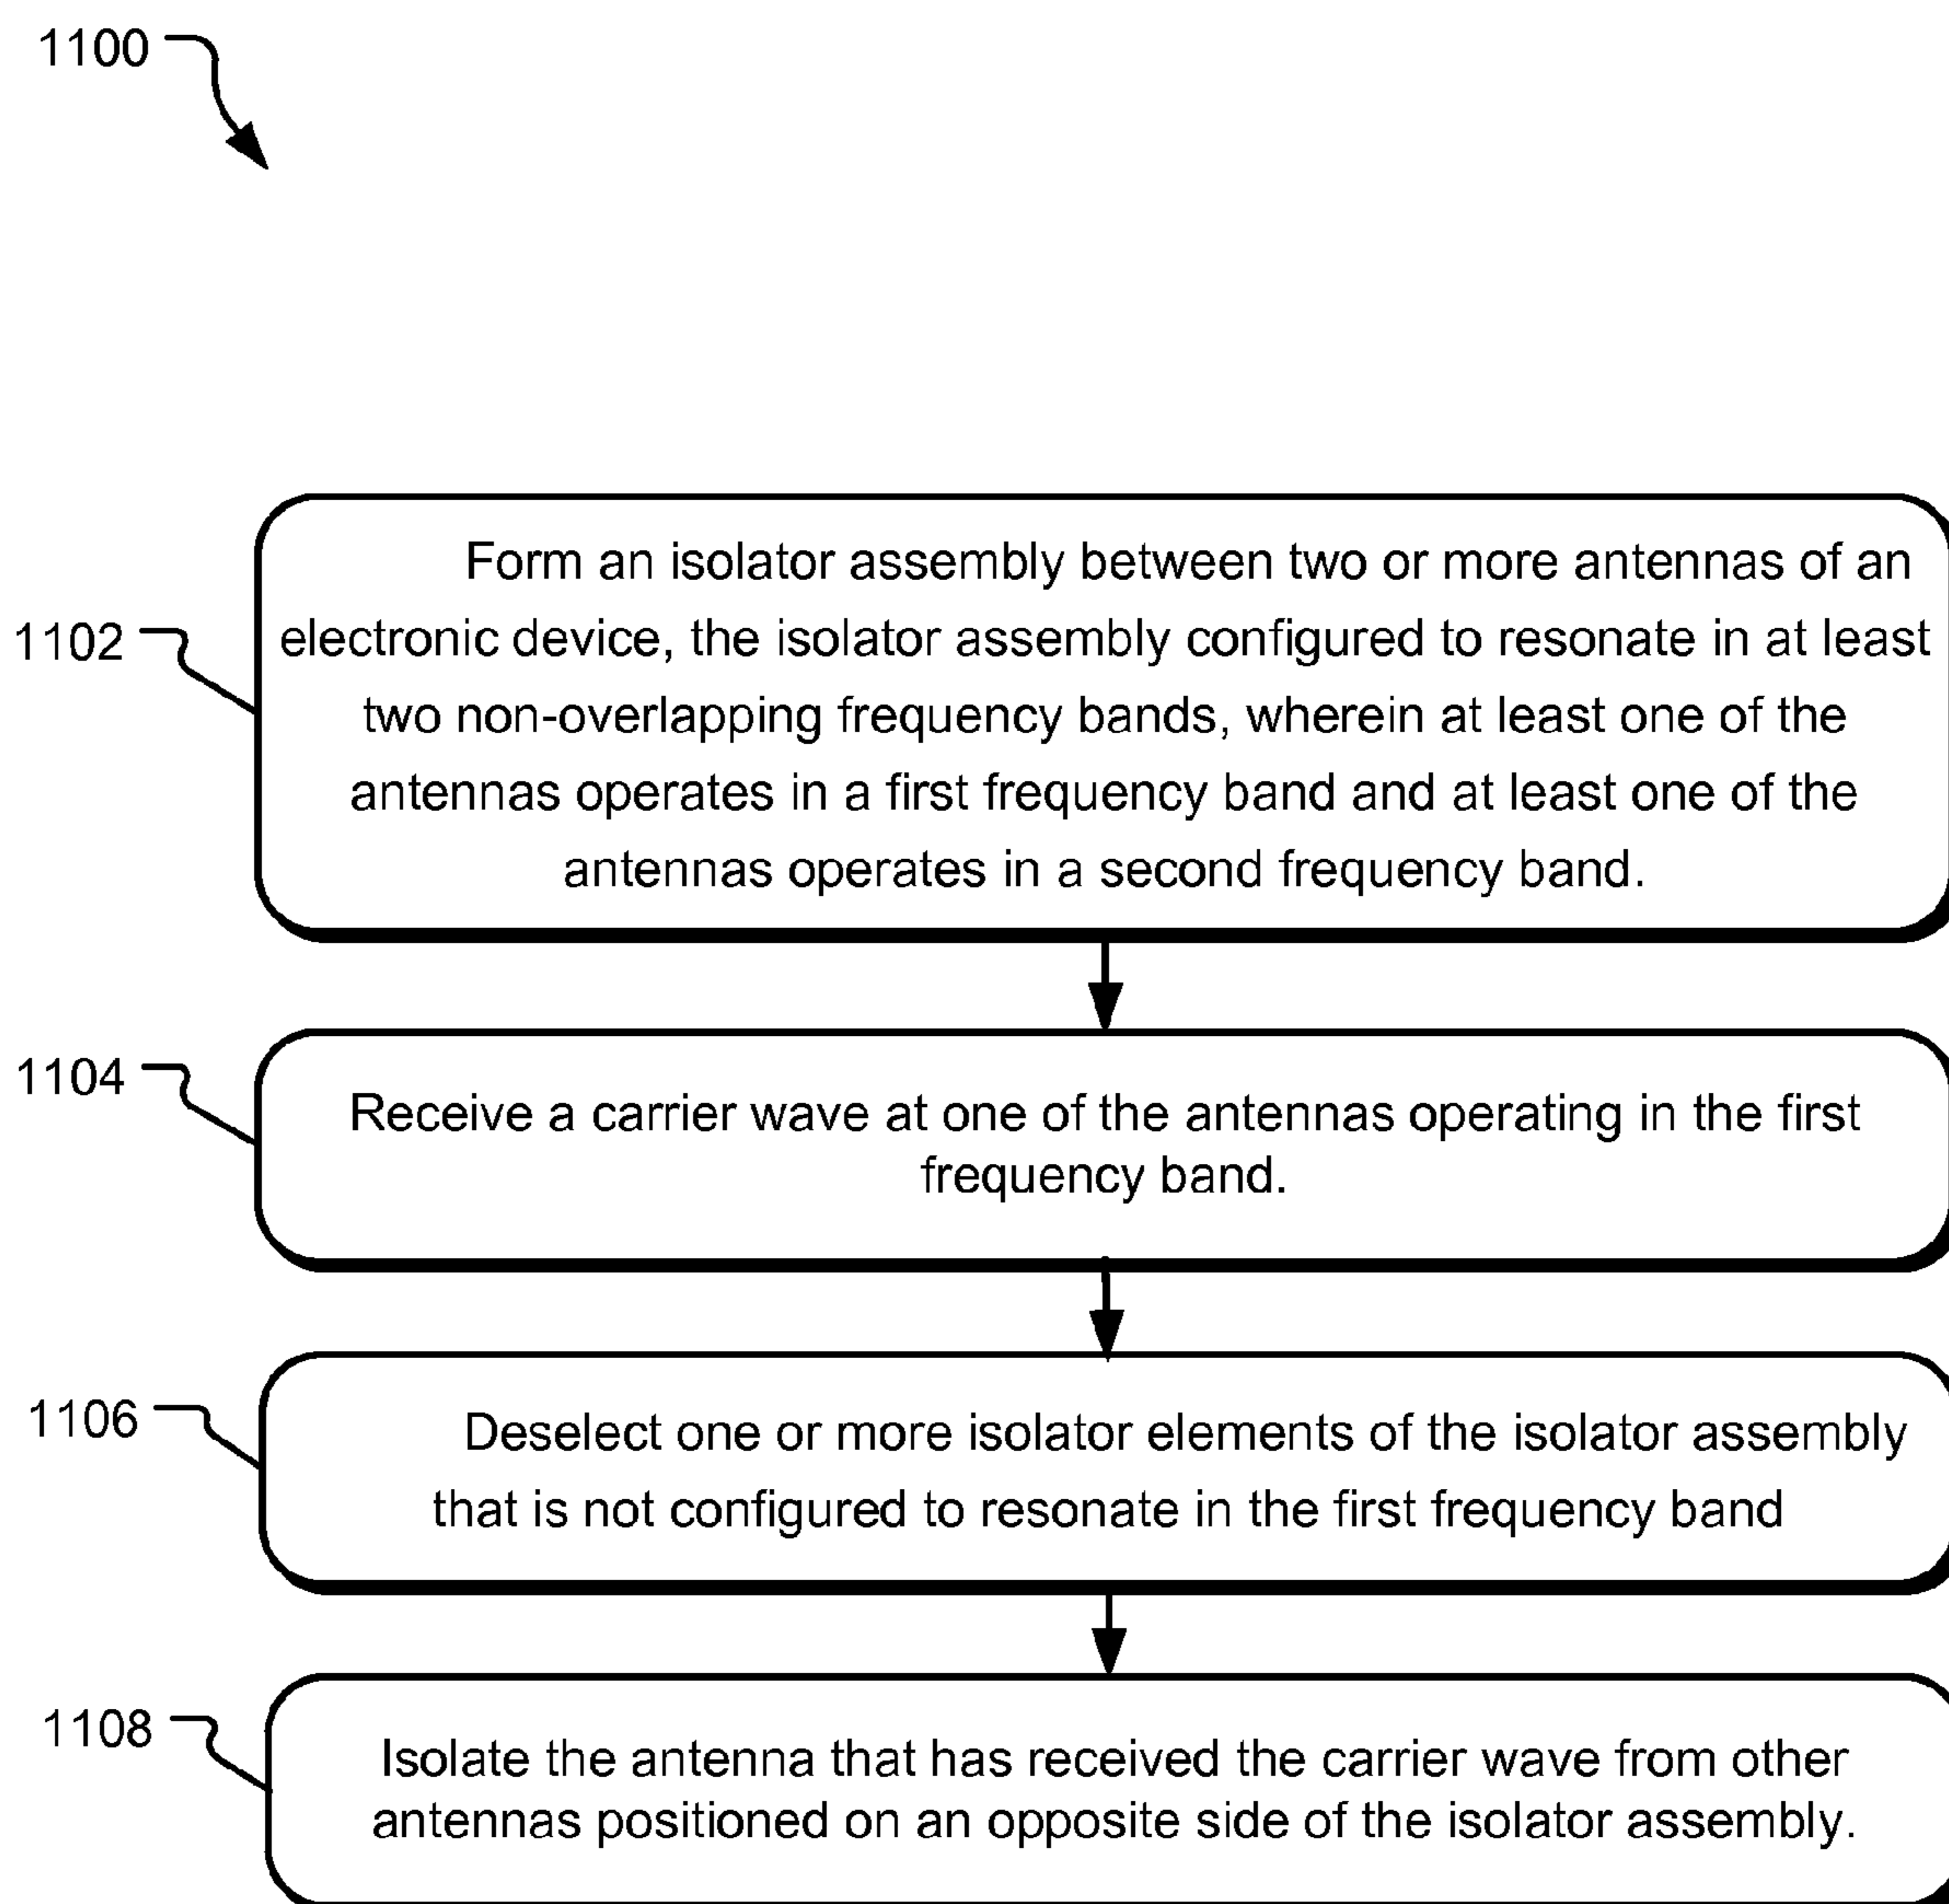 1100
1102
Form an isolator assembly between two or more antennas of an
electronic device, the isolator assembly configured to resonate in at least
two non-overlapping frequency bands, wherein at least one of the
antennas operates in a first frequency band and at least one of the
antennas operates in a second frequency band.
1104
Receive a carrier wave at one of the antennas operating in the first
frequency band.
1106
Deselect one or more isolator elements of the isolator assembly
that is not configured to resonate in the first frequency band
1108
Isolate the antenna that has received the carrier wave from other
antennas positioned on an opposite side of the isolator assembly.